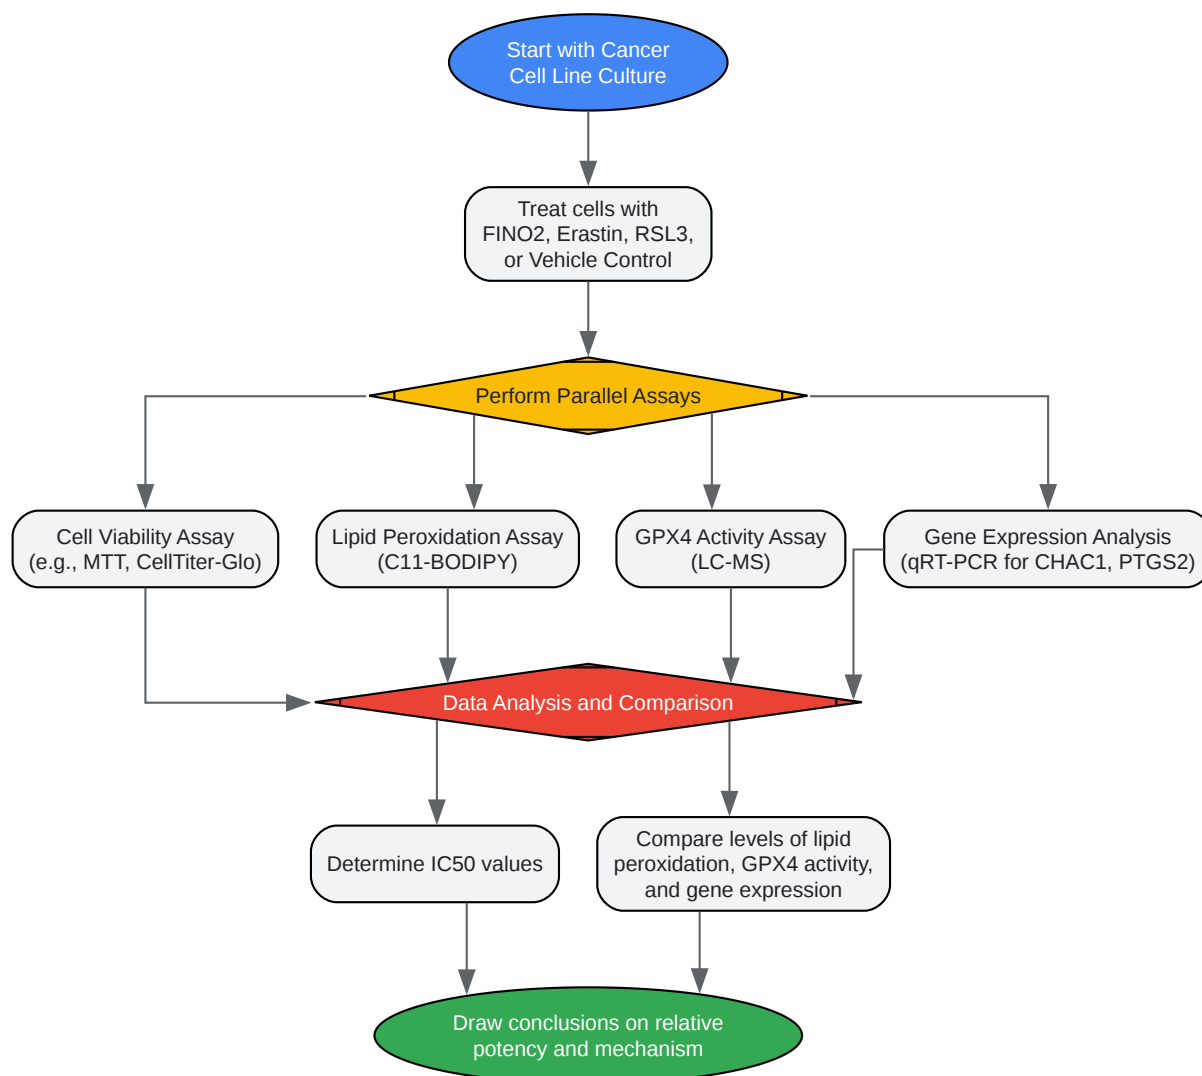 Start with Cancer
Cell Line Culture
Treat cells with
FINO2, Erastin, RSL3,
or Vehicle Control
Perform Parallel Assays
Cell Viability Assay
(e.g., MTT, CellTiter-Glo)
Lipid Peroxidation Assay
(C11-BODIPY)
GPX4 Activity Assay
(LC-MS)
Gene Expression Analysis
(qRT-PCR for CHAC1, PTGS2)
Data Analysis and Comparison
Determine IC50 values
Compare levels of lipid
peroxidation, GPX4 activity,
and gene expression
Draw conclusions on relative
potency and mechanism